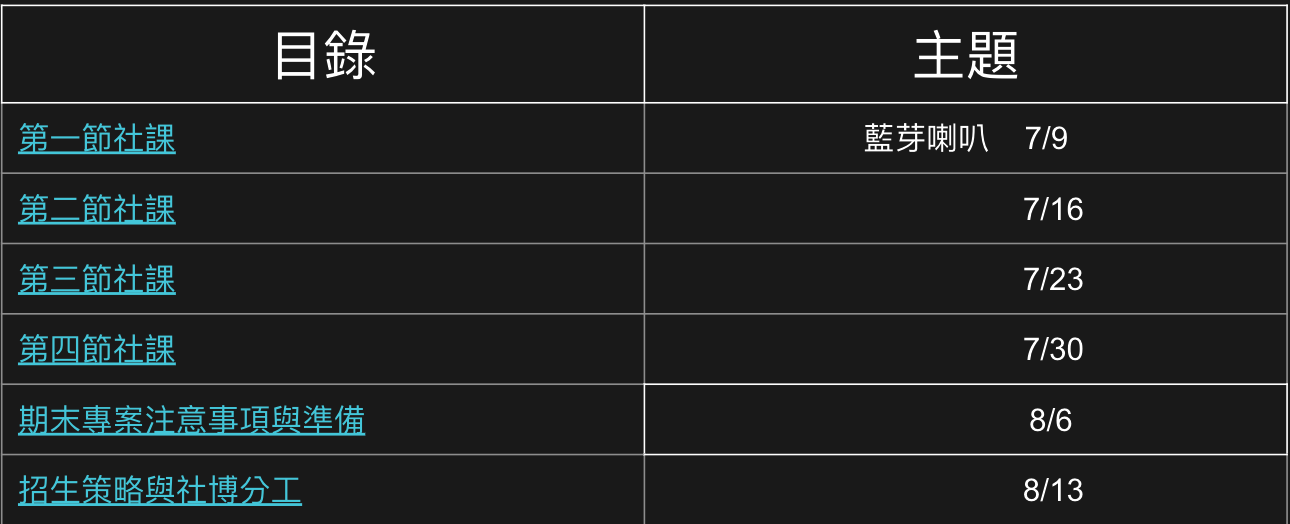 目錄 主題
第一節社課 藍芽喇叭 7/9
第二節社課 7/16
第三節社課 7/23
第四節社課 7/30
期末專案注意事項與準備 8/6
招生策略與社博分工 8/13